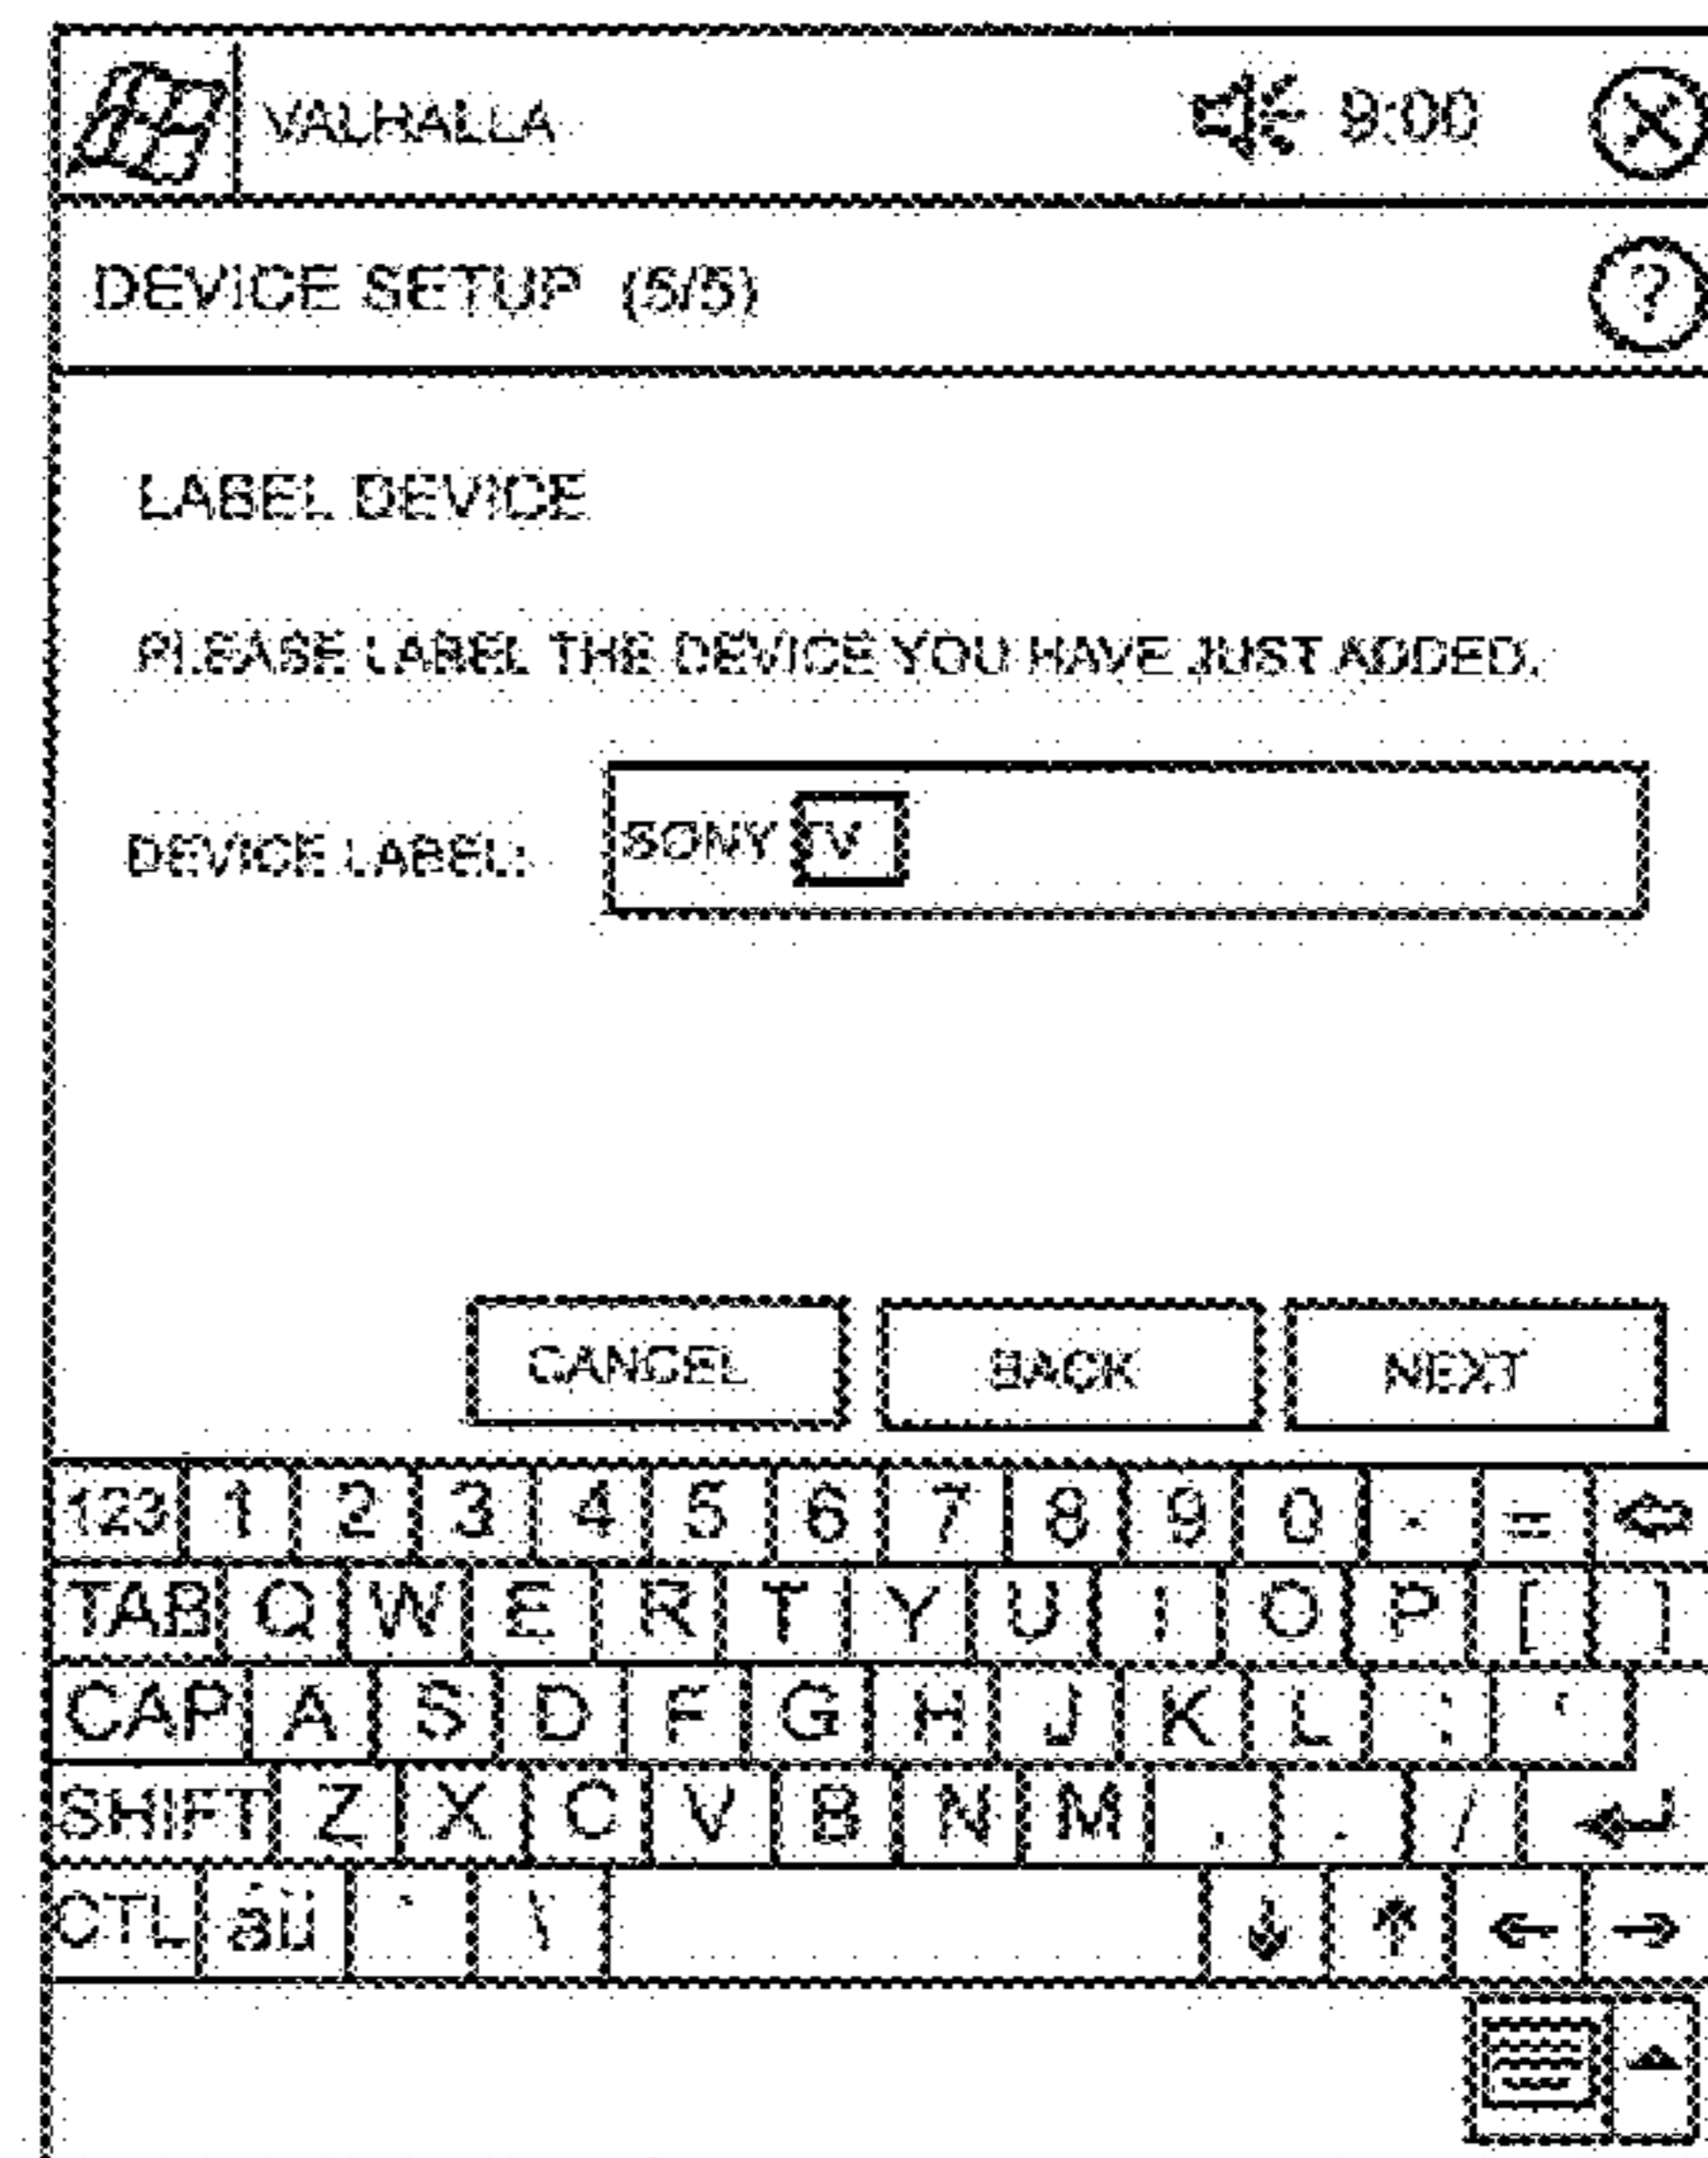 VALHALLA 9:00
DEVICE SETUP (5/5) ?
LABEL DEVICE
PLEASE LABEL THE DEVICE YOU HAVE JUST ADDED.
DEVICE LABEL: SONY TV
CANCEL BACK NEXT
123 1 2 3 4 5 6 7 8 9 0 - =
TAB Q W E R T Y U I O P [ ]
CAP A S D F G H J K L ; '
SHIFT Z X C V B N M , . /
CTL áü ` \